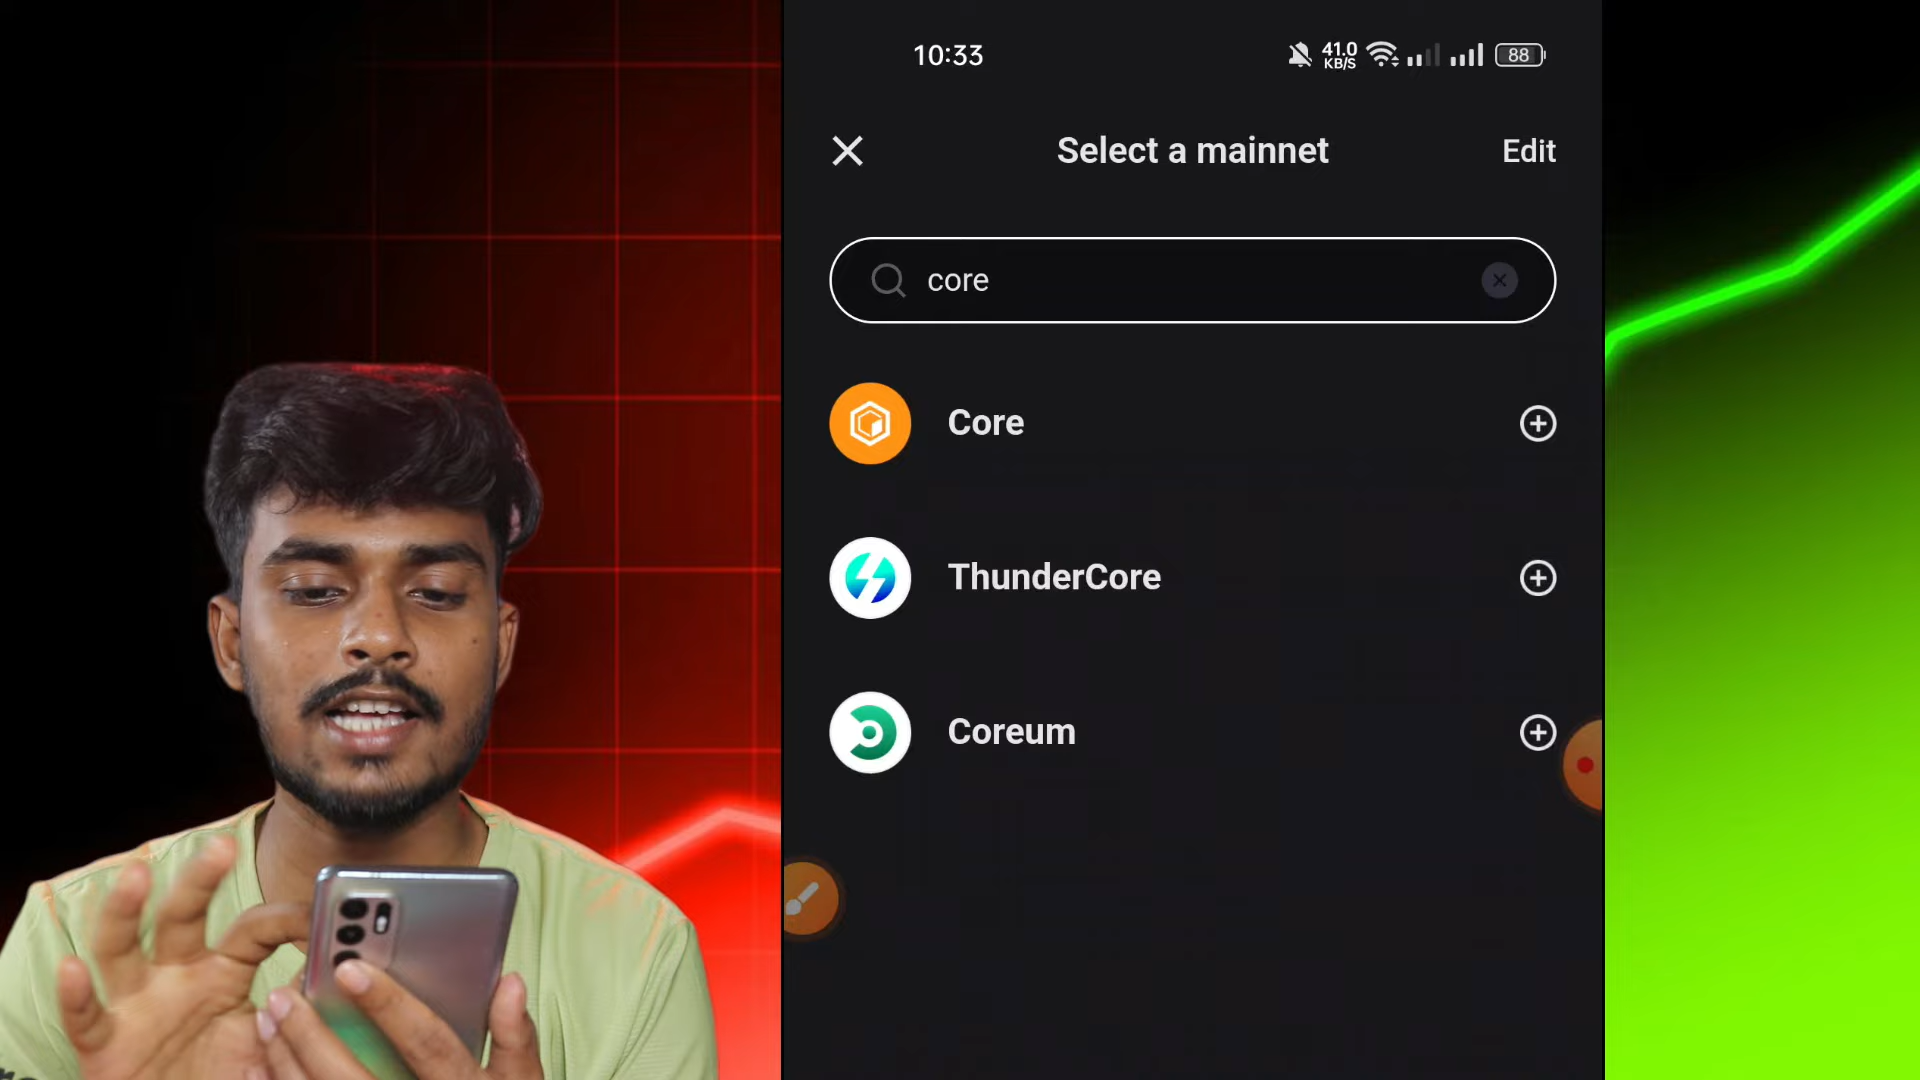 10:33
41.0
KB/S
88
Select a mainnet
Edit
core
Core
ThunderCore
Coreum